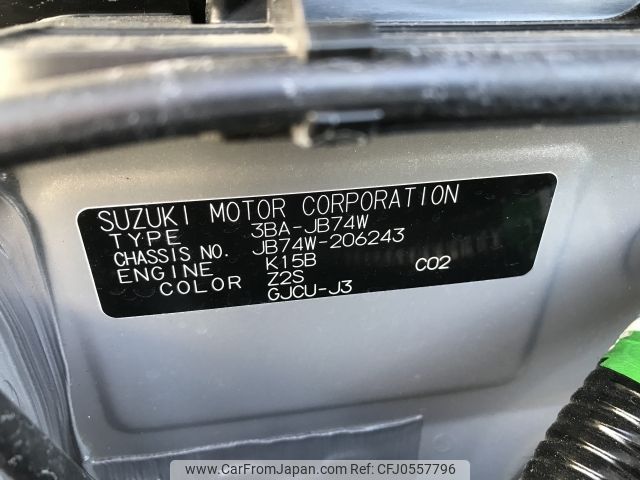 SUZUKI MOTOR CORPORATION
TYPE 3BA-JB74W
CHASSIS NO. JB74W-206243
ENGINE K15B
COLOR Z2S CO2
GJCU-J3
www.CarFromJapan.com | Ref:CFJ0557796